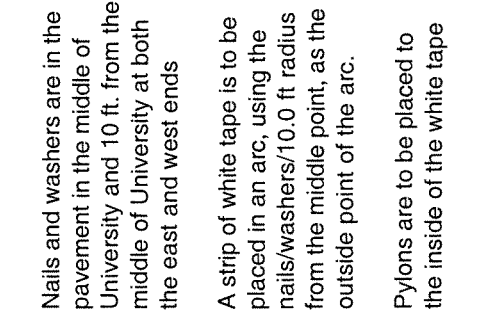 Nails and washers are in the
pavement in the middle of
University and 10 ft. from the
middle of University at both
the east and west ends
A strip of white tape is to be
placed in an arc, using the
nails/washers/10.0 ft radius
from the middle point, as the
outside point of the arc.
Pylons are to be placed to
the inside of the white tape